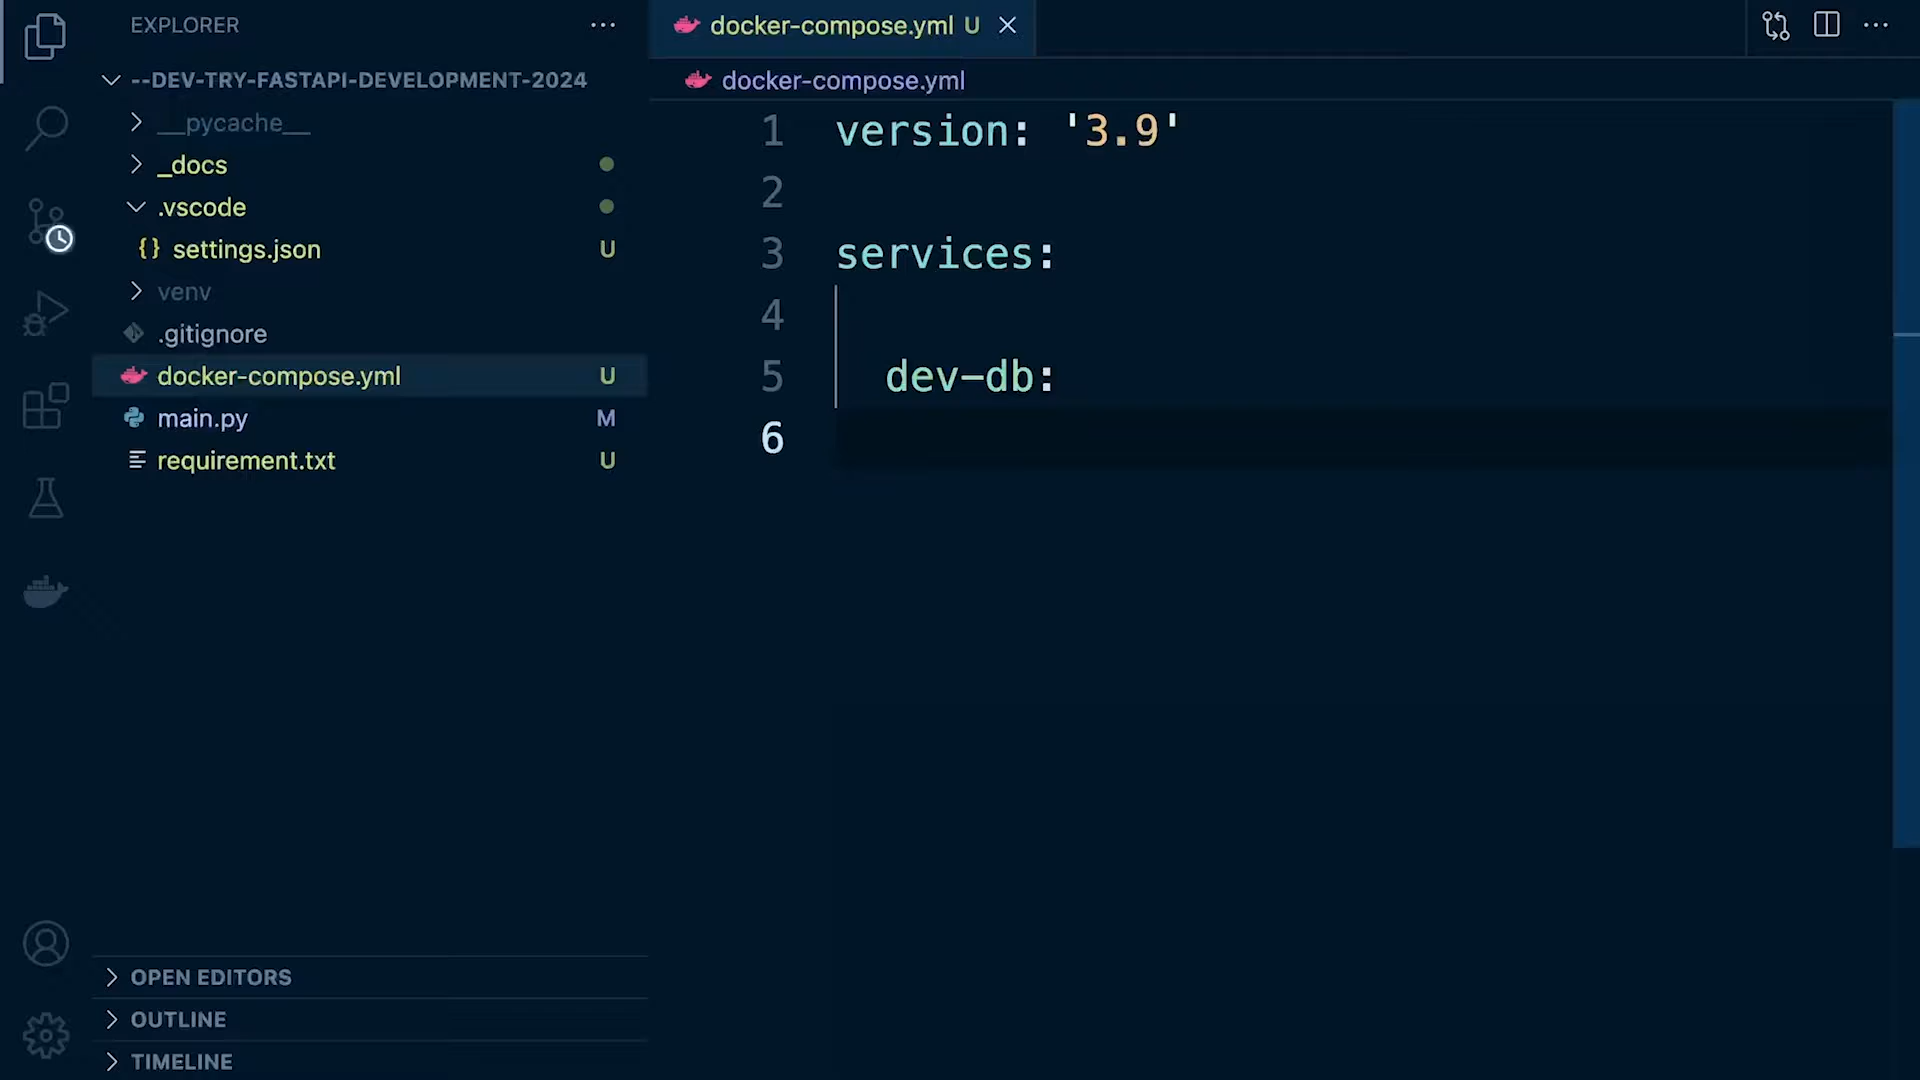 EXPLORER
--DEV-TRY-FASTAPI-DEVELOPMENT-2024
__pycache__
_docs
.vscode
{} settings.json U
venv
.gitignore
docker-compose.yml U
main.py M
requirement.txt U
OPEN EDITORS
OUTLINE
TIMELINE
docker-compose.yml U
docker-compose.yml
1 version: '3.9'
2
3 services:
4
5 dev-db:
6